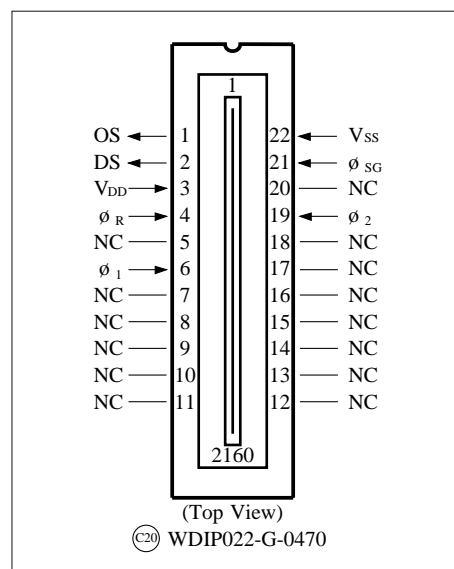 1
OS 1 22 VSS
DS 2 21 ø SG
VDD 3 20 NC
ø R 4 19 ø 2
NC 5 18 NC
ø 1 6 17 NC
NC 7 16 NC
NC 8 15 NC
NC 9 14 NC
NC 10 13 NC
NC 11 12 NC
2160
(Top View)
C20 WDIP022-G-0470